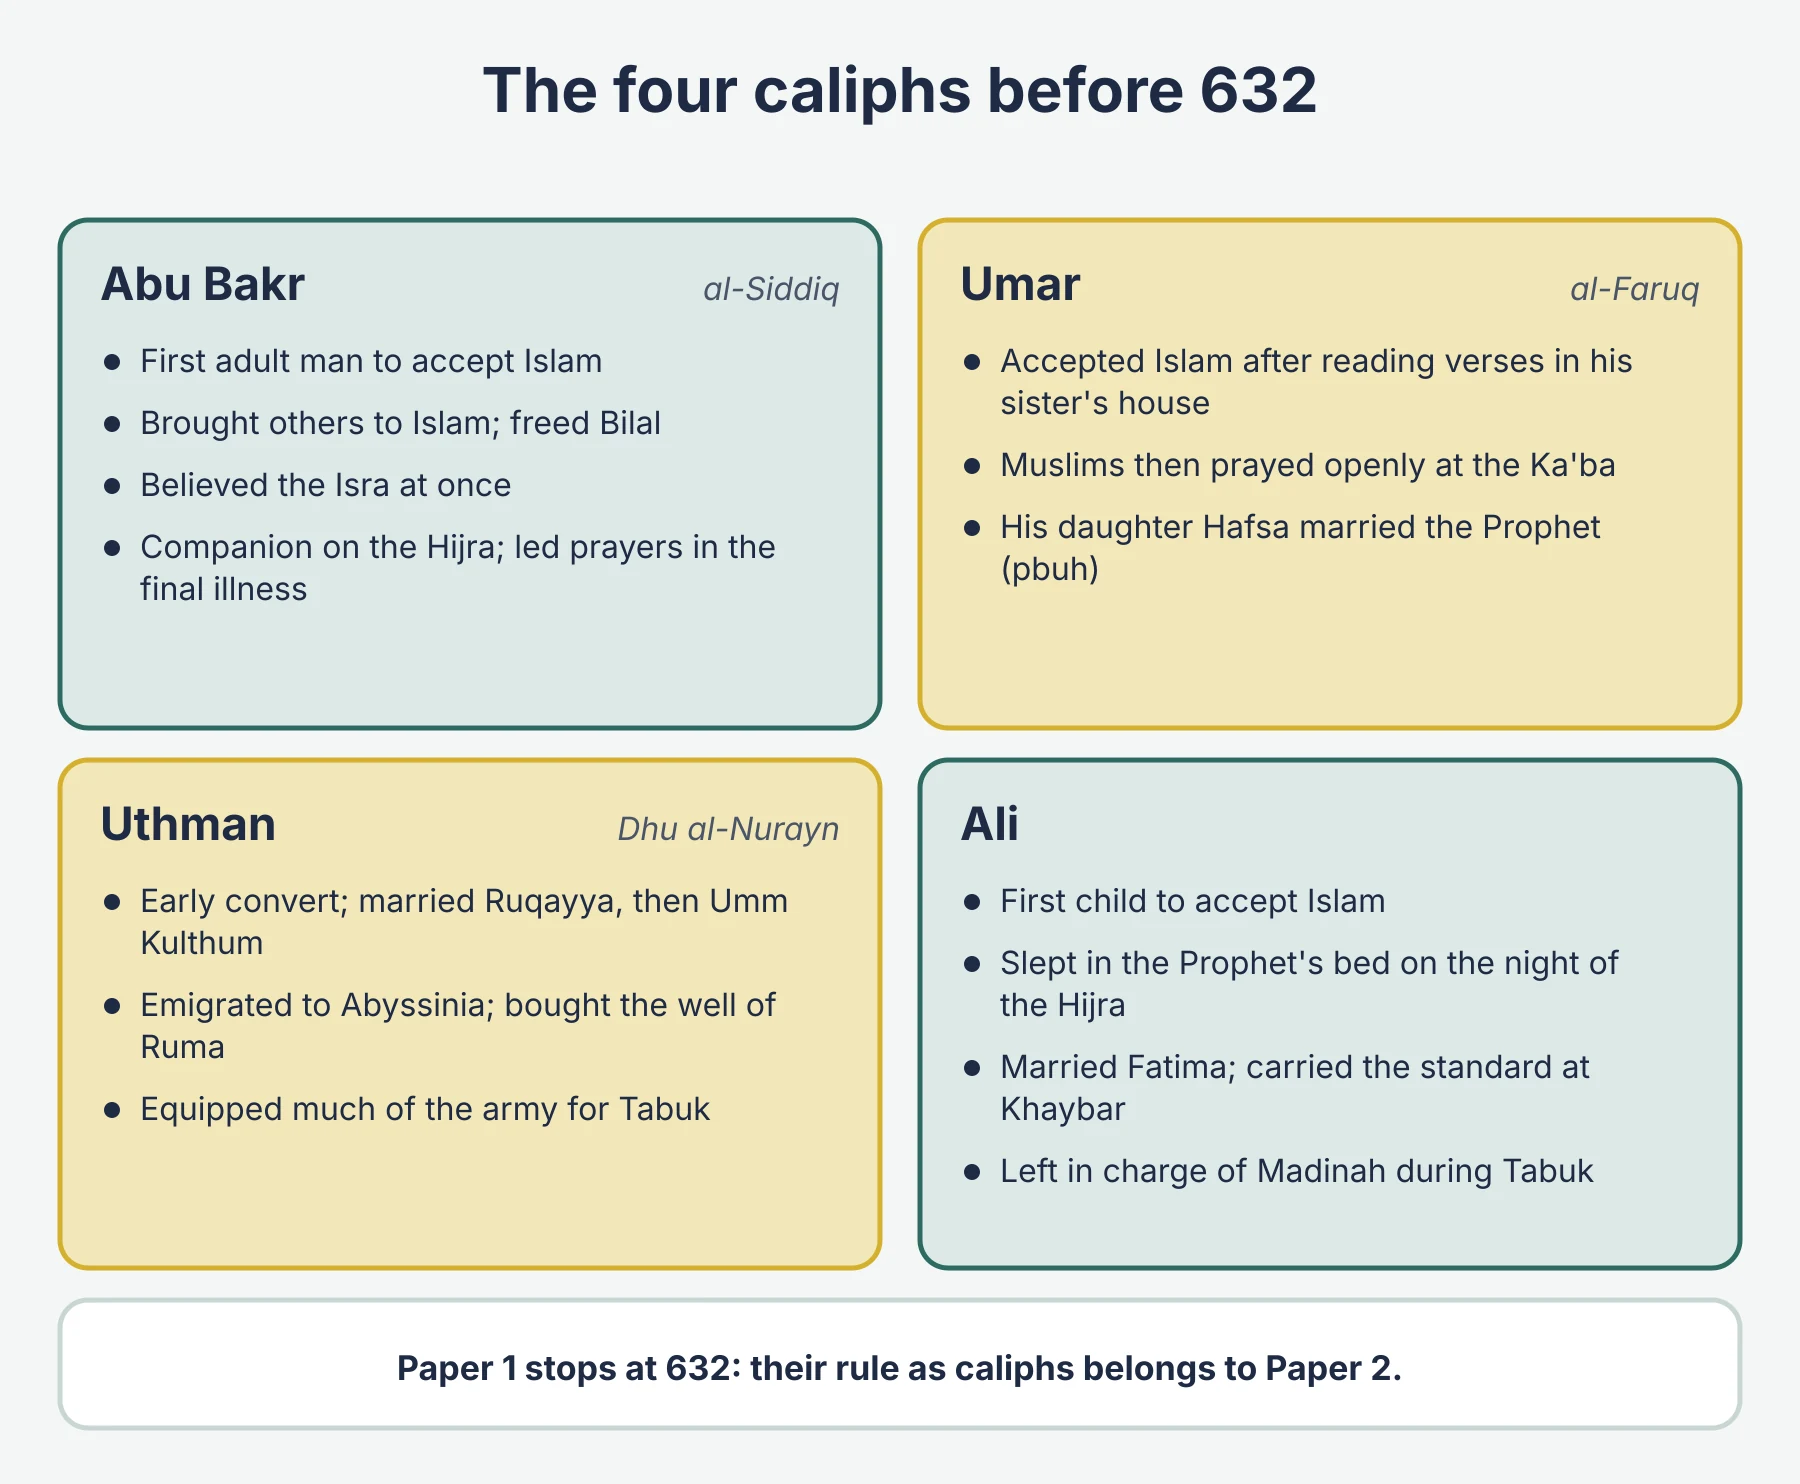 The four caliphs before 632
Abu Bakr al-Siddiq
• First adult man to accept Islam
• Brought others to Islam; freed Bilal
• Believed the Isra at once
• Companion on the Hijra; led prayers in the
final illness
Umar al-Faruq
• Accepted Islam after reading verses in his
sister's house
• Muslims then prayed openly at the Ka'ba
• His daughter Hafsa married the Prophet
(pbuh)
Uthman Dhu al-Nurayn
• Early convert; married Ruqayya, then Umm
Kulthum
• Emigrated to Abyssinia; bought the well of
Ruma
• Equipped much of the army for Tabuk
Ali
• First child to accept Islam
• Slept in the Prophet's bed on the night of
the Hijra
• Married Fatima; carried the standard at
Khaybar
• Left in charge of Madinah during Tabuk
Paper 1 stops at 632: their rule as caliphs belongs to Paper 2.